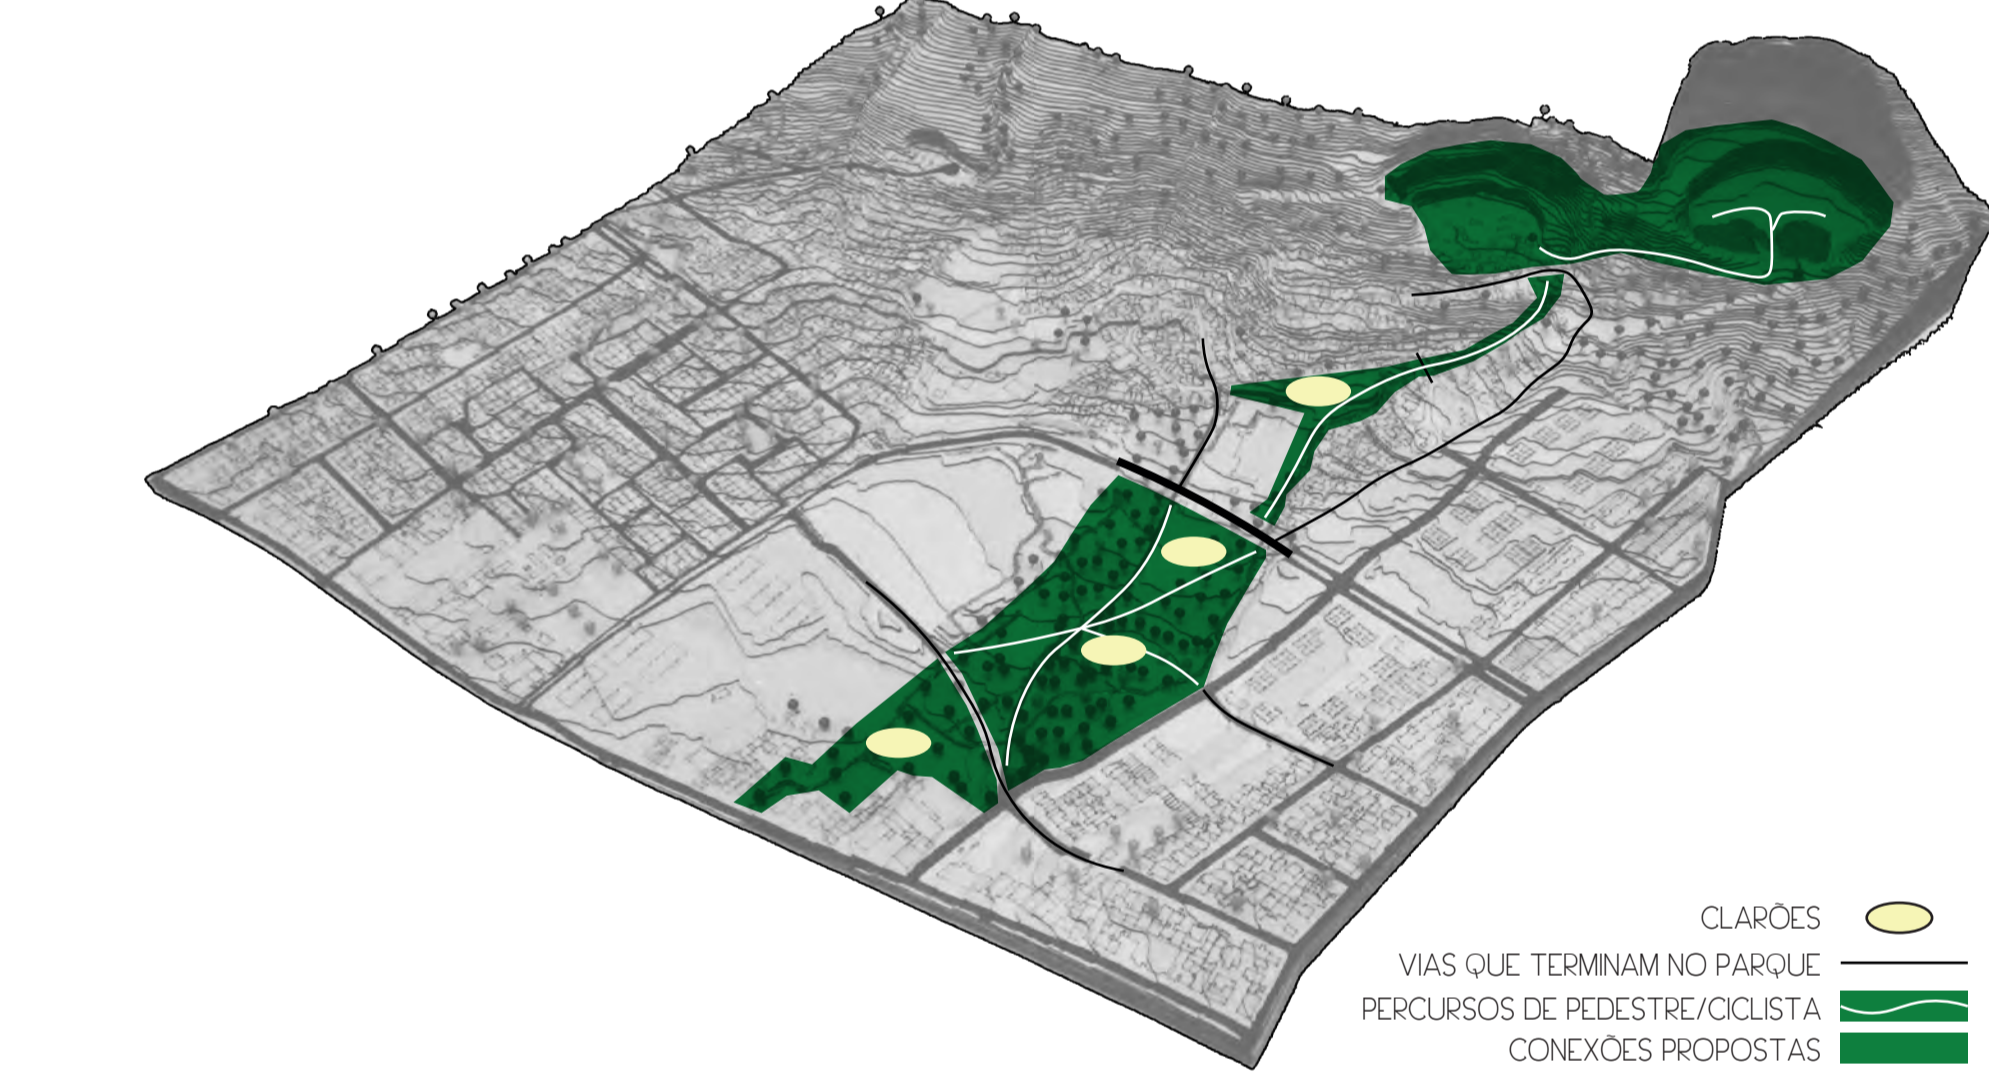 CLARÕES
VIAS QUE TERMINAM NO PARQUE
PERCURSOS DE PEDESTRE/CICLISTA
CONEXÕES PROPOSTAS